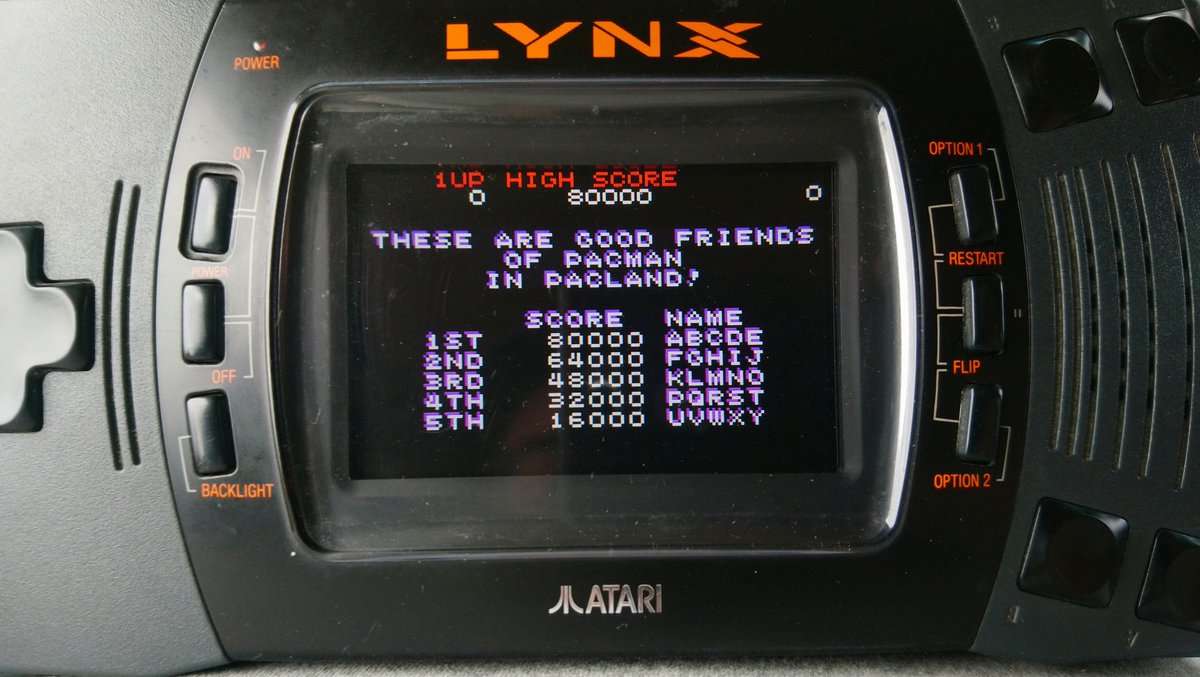 LYNX
POWER
ON
POWER
OFF
BACKLIGHT
1UP HIGH SCORE
0 80000 0
THESE ARE GOOD FRIENDS
OF PACMAN
IN PACLAND!
SCORE NAME
1ST 80000 ABCDE
2ND 64000 FGHIJ
3RD 48000 KLMNO
4TH 32000 PQRST
5TH 16000 UVWXY
OPTION 1
RESTART
FLIP
OPTION 2
ATARI